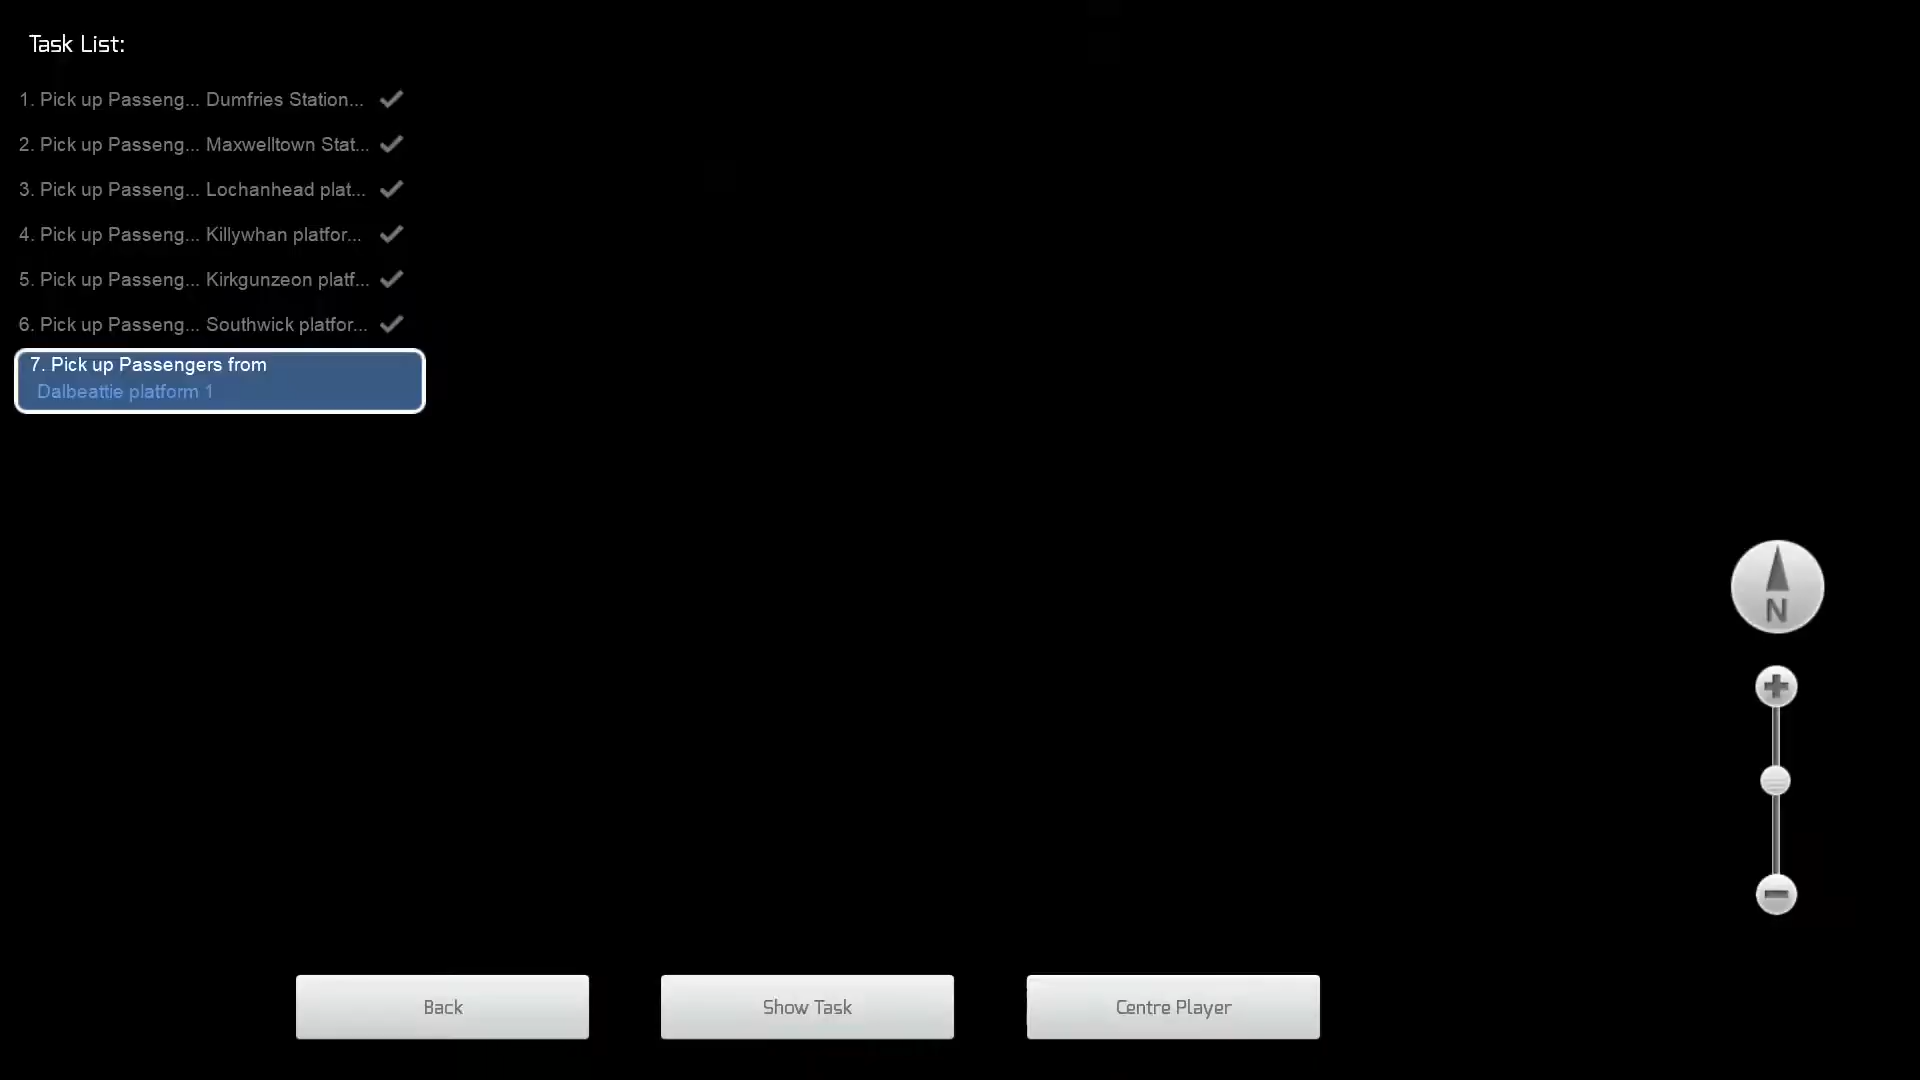 Task List:
1. Pick up Passeng... Dumfries Station...
2. Pick up Passeng... Maxwelltown Stat...
3. Pick up Passeng... Lochanhead plat...
4. Pick up Passeng... Killywhan platfor...
5. Pick up Passeng... Kirkgunzeon platf...
6. Pick up Passeng... Southwick platfor...
7. Pick up Passengers from
Dalbeattie platform 1
N
Back
Show Task
Centre Player